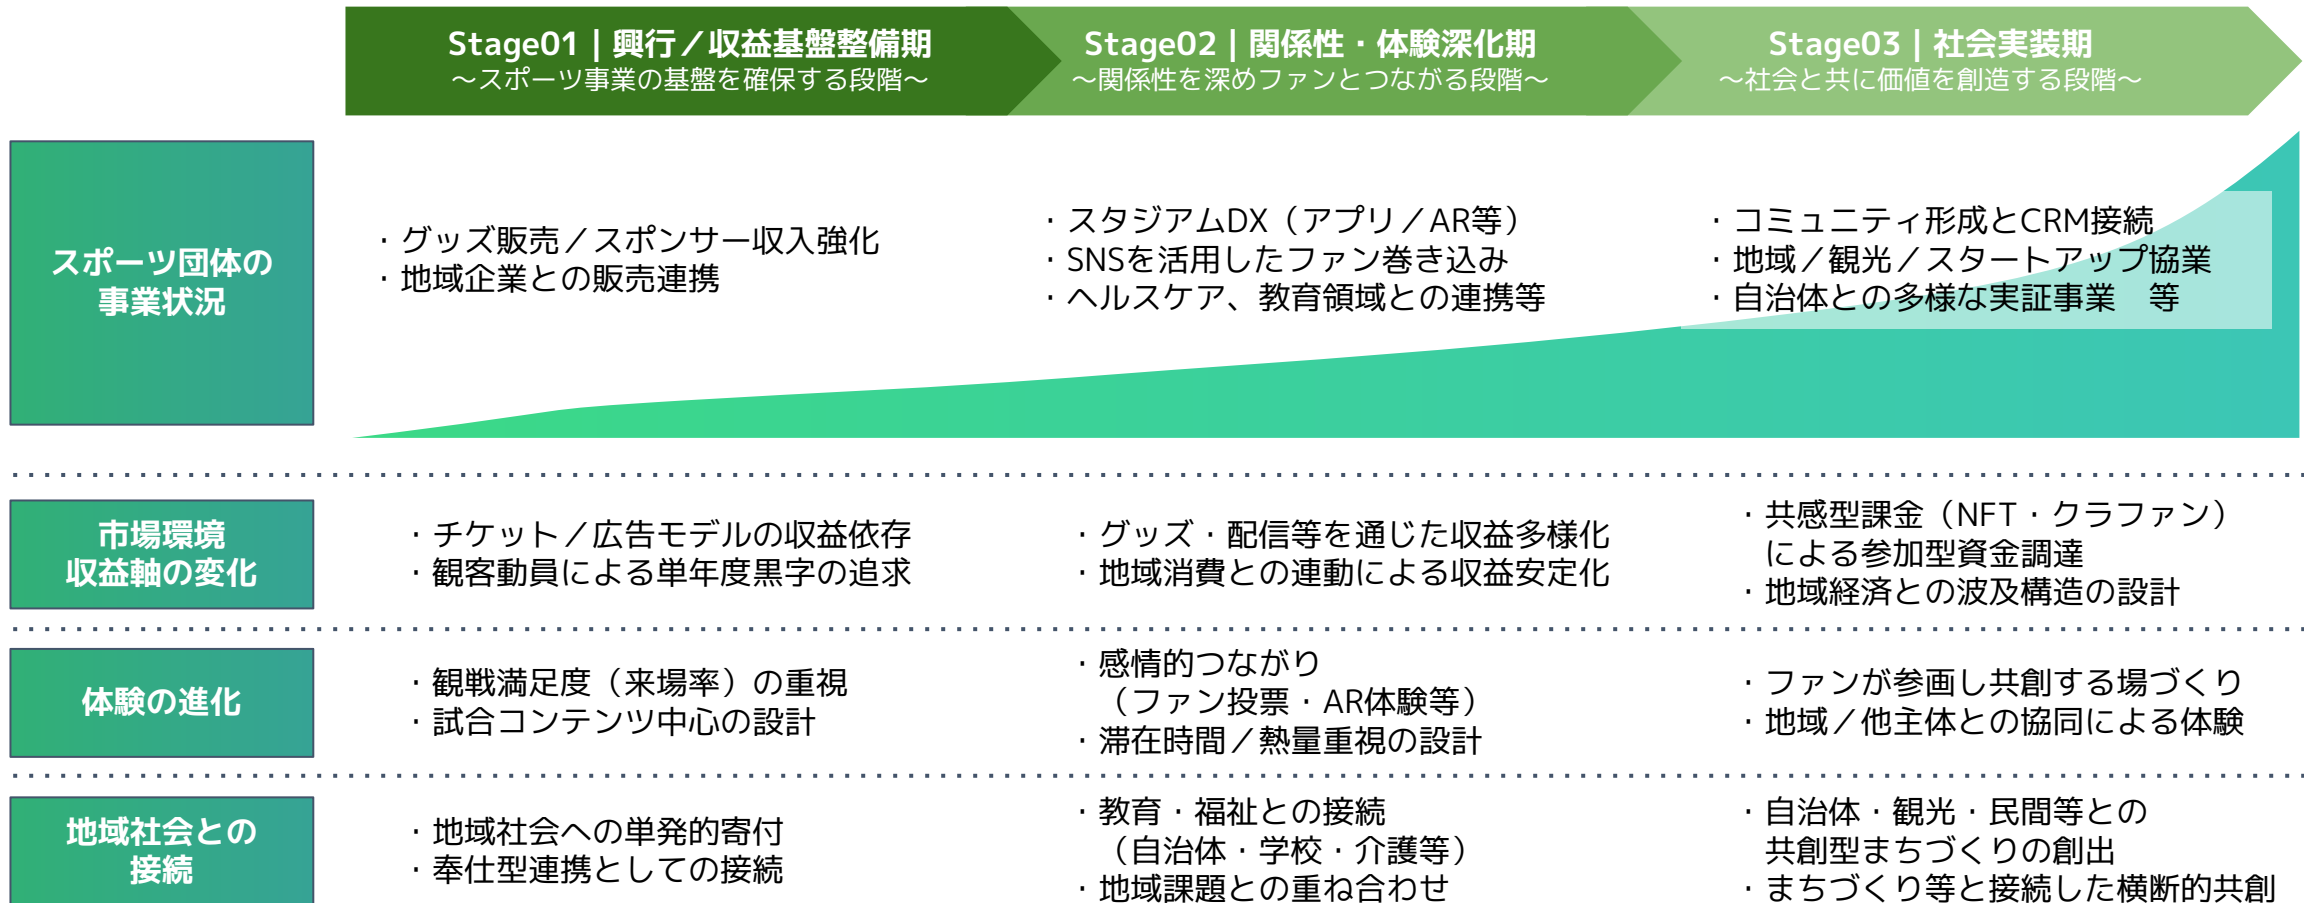 Stage01｜興行／収益基盤整備期
～スポーツ事業の基盤を確保する段階～
Stage02｜関係性・体験深化期
～関係性を深めファンとつながる段階～
Stage03｜社会実装期
～社会と共に価値を創造する段階～
スポーツ団体の
事業状況
・グッズ販売／スポンサー収入強化
・地域企業との販売連携
・スタジアムDX（アプリ／AR等）
・SNSを活用したファン巻き込み
・ヘルスケア、教育領域との連携等
・コミュニティ形成とCRM接続
・地域／観光／スタートアップ協業
・自治体との多様な実証事業　等
市場環境
収益軸の変化
・チケット／広告モデルの収益依存
・観客動員による単年度黒字の追求
・グッズ・配信等を通じた収益多様化
・地域消費との連動による収益安定化
・共感型課金（NFT・クラファン）
による参加型資金調達
・地域経済との波及構造の設計
体験の進化
・観戦満足度（来場率）の重視
・試合コンテンツ中心の設計
・感情的つながり
（ファン投票・AR体験等）
・滞在時間／熱量重視の設計
・ファンが参画し共創する場づくり
・地域／他主体との協同による体験
地域社会との
接続
・地域社会への単発的寄付
・奉仕型連携としての接続
・教育・福祉との接続
（自治体・学校・介護等）
・地域課題との重ね合わせ
・自治体・観光・民間等との
共創型まちづくりの創出
・まちづくり等と接続した横断的共創